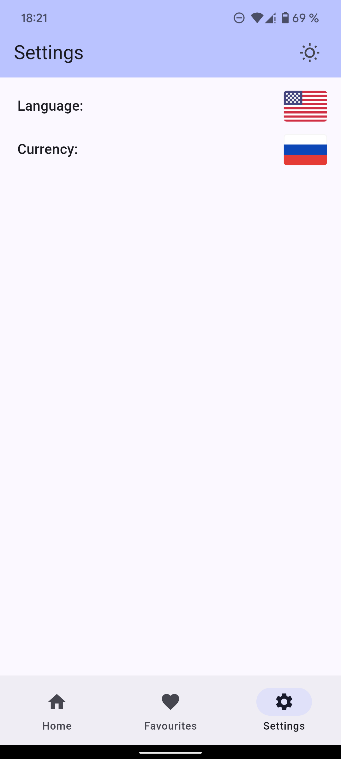 18:21
69 %
Settings
Language:
Currency:
Home
Favourites
Settings